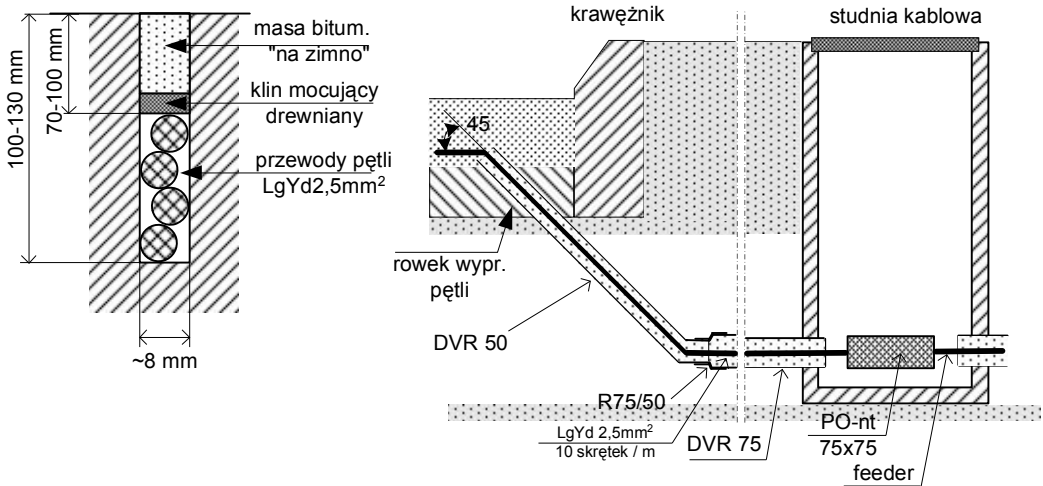 masa bitum.
"na zimno"
klin mocujący
drewniany
przewody pętli
LgYd2,5mm²
100-130 mm
70-100 mm
~8 mm
krawężnik
studnia kablowa
45
rowek wypr.
pętli
DVR 50
R75/50
LgYd 2,5mm²
10 skrętek / m
DVR 75
PO-nt
75x75
feeder